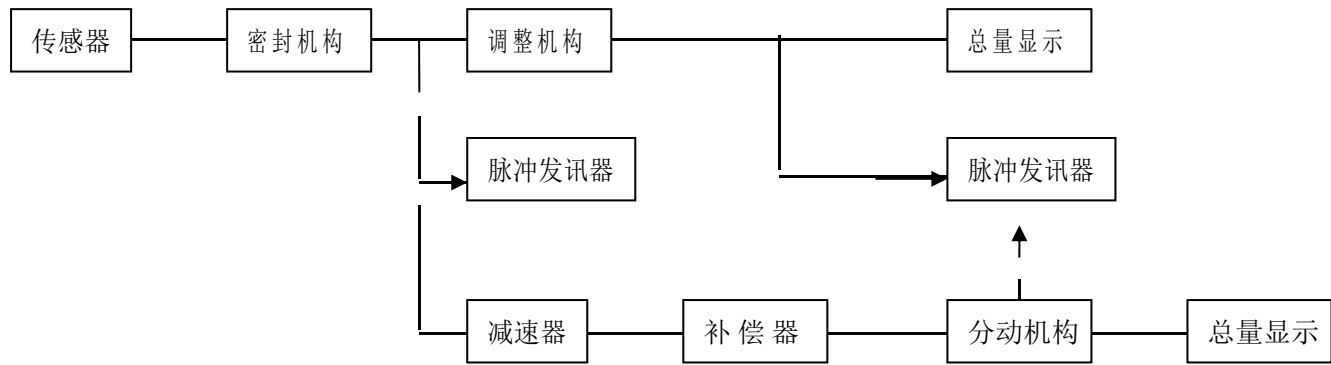 传感器
密封机构
调整机构
总量显示
脉冲发讯器
脉冲发讯器
减速器
补偿器
分动机构
总量显示